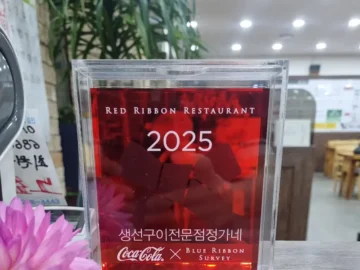 RED RIBBON RESTAURANT
2025
생선구이전문점정가네
Coca-Cola × BLUE RIBBON
SURVEY